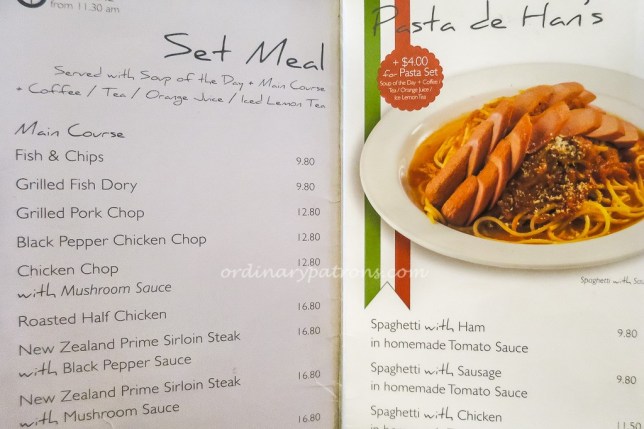 from 11.30 am
Set Meal
Served with Soup of the Day + Main Course
+ Coffee / Tea / Orange Juice / Iced Lemon Tea
Main Course
Fish & Chips 9.80
Grilled Fish Dory 9.80
Grilled Pork Chop 12.80
Black Pepper Chicken Chop 12.80
Chicken Chop 12.80
with Mushroom Sauce
Roasted Half Chicken 16.80
New Zealand Prime Sirloin Steak 16.80
with Black Pepper Sauce
New Zealand Prime Sirloin Steak 16.80
with Mushroom Sauce
Pasta de Han's
+ $4.00
for Pasta Set
Soup of the Day + Coffee /
Tea / Orange Juice /
Ice Lemon Tea
Spaghetti with
Spaghetti with Ham 9.80
in homemade Tomato Sauce
Spaghetti with Sausage 9.80
in homemade Tomato Sauce
Spaghetti with Chicken 11.50
ordinarypatrons.com